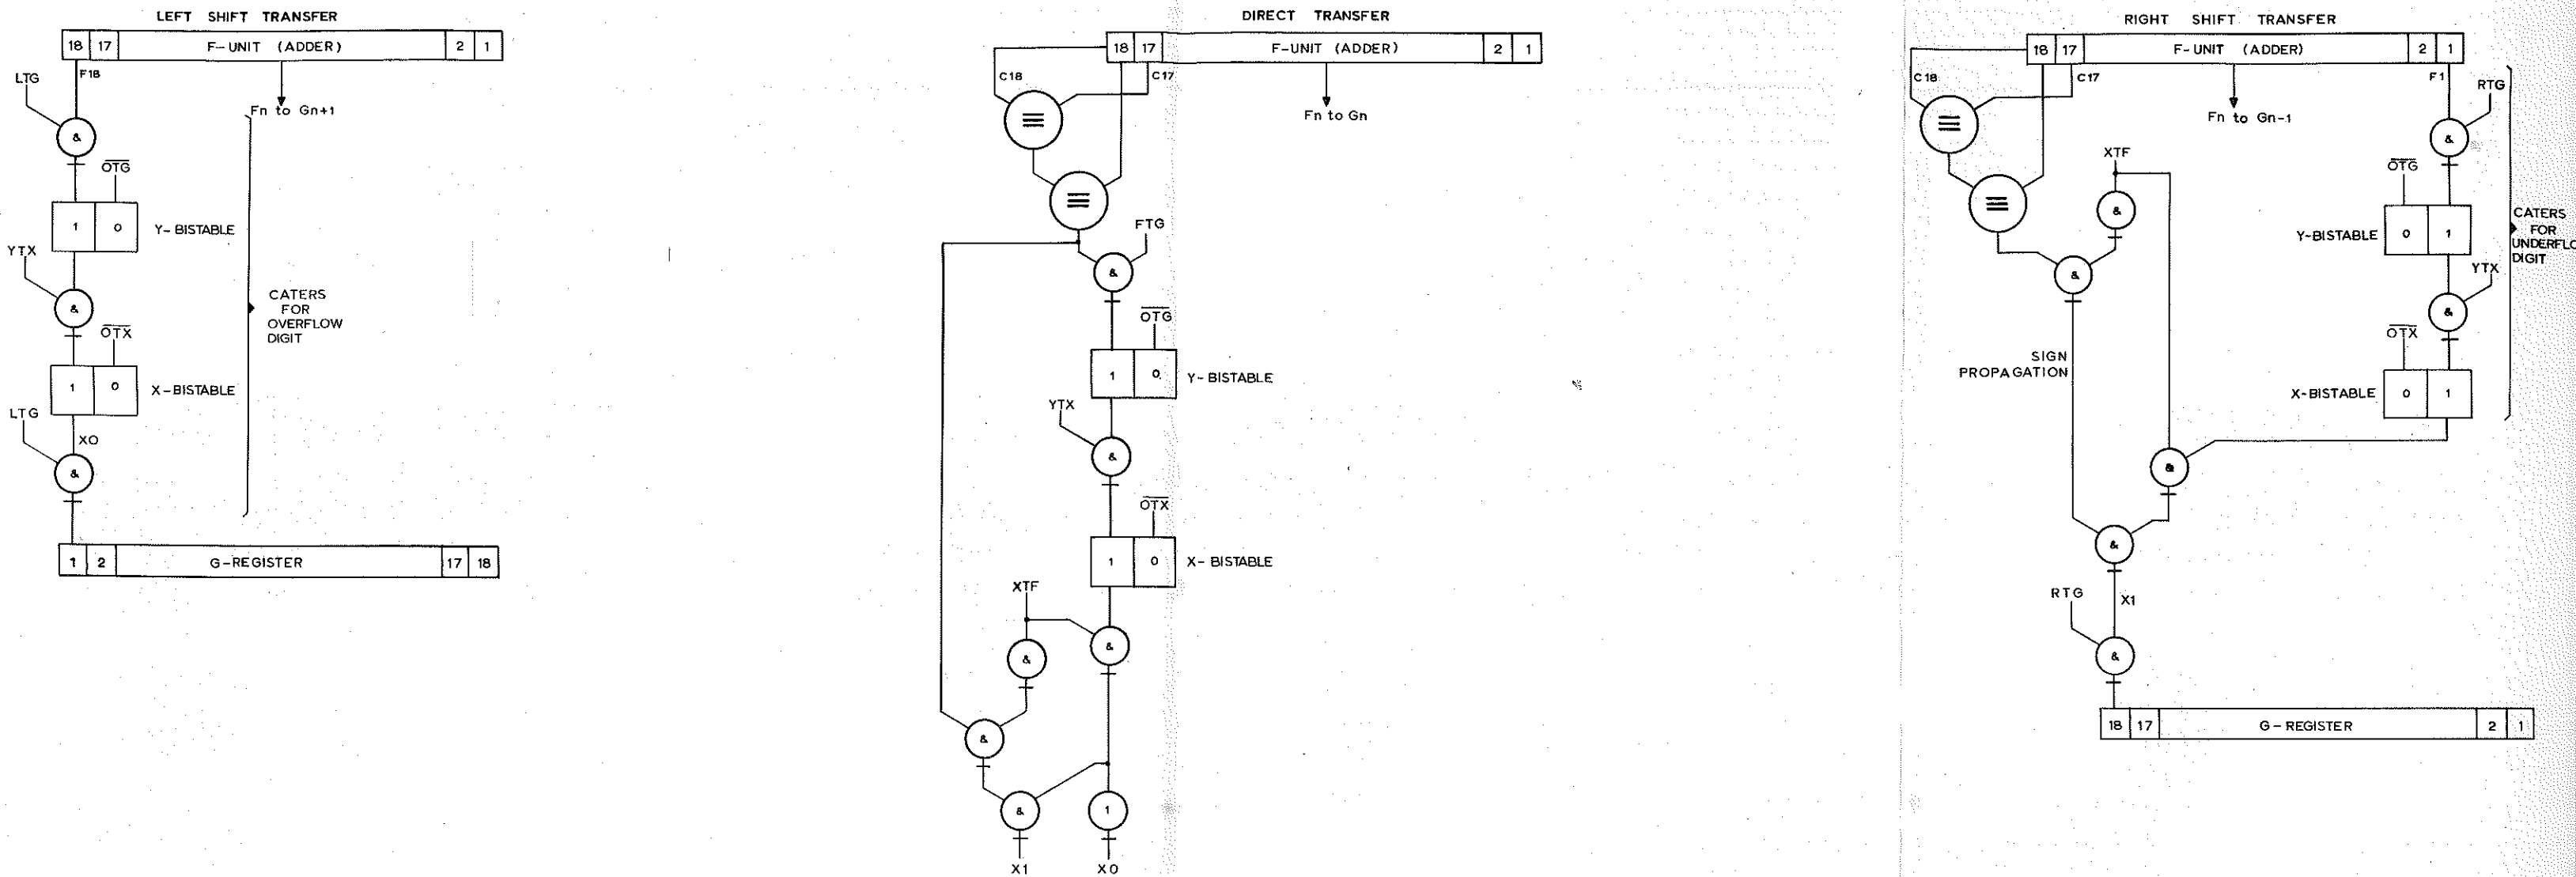 LEFT SHIFT TRANSFER
18 17 F-UNIT (ADDER) 2 1
F18
LTG
Fn to Gn+1
&
OTG
1 0
Y-BISTABLE
YTX
&
CATERS
FOR
OVERFLOW
DIGIT
OTX
1 0
X-BISTABLE
LTG
XO
&
1 2 G-REGISTER 17 18
DIRECT TRANSFER
18 17 F-UNIT (ADDER) 2 1
C18
C17
Fn to Gn
≡
≡
FTG
&
OTG
1 0
Y-BISTABLE
YTX
&
OTX
1 0
X-BISTABLE
XTF
&
&
&
& 1
X1 XO
RIGHT SHIFT TRANSFER
18 17 F-UNIT (ADDER) 2 1
C18
C17
F1
RTG
Fn to Gn-1
≡
&
XTF
OTG
≡
&
CATERS
FOR
DIGIT
Y-BISTABLE
0 1
&
YTX
&
OTX
SIGN
PROPAGATION
X-BISTABLE
0 1
&
&
RTG
X1
&
18 17 G-REGISTER 2 1